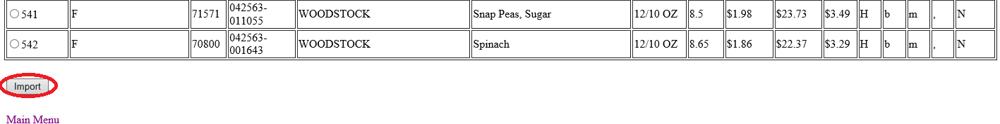 541 F 71571 042563-011055 WOODSTOCK Snap Peas, Sugar 12/10 OZ 8.5 $1.98 $23.73 $3.49 H b m , N
542 F 70800 042563-001643 WOODSTOCK Spinach 12/10 OZ 8.65 $1.86 $22.37 $3.29 H b m , N
Import
Main Menu